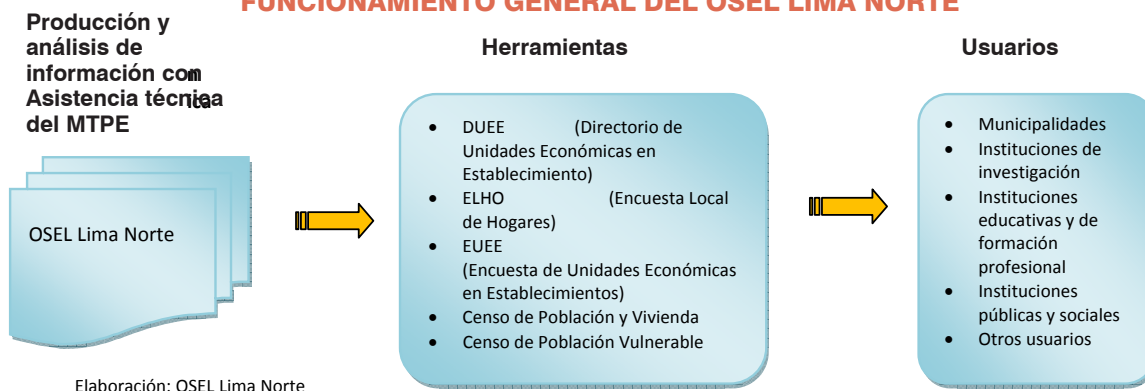 FUNCIONAMIENTO GENERAL DEL OSEL LIMA NORTE
Producción y
análisis de
información con
Asistencia técnica
del MTPE
OSEL Lima Norte
Herramientas
• DUEE (Directorio de
Unidades Económicas en
Establecimiento)
• ELHO (Encuesta Local
de Hogares)
• EUEE
(Encuesta de Unidades Económicas
en Establecimientos)
• Censo de Población y Vivienda
• Censo de Población Vulnerable
Usuarios
• Municipalidades
• Instituciones de
investigación
• Instituciones
educativas y de
formación
profesional
• Instituciones
públicas y sociales
• Otros usuarios
Elaboración: OSEL Lima Norte